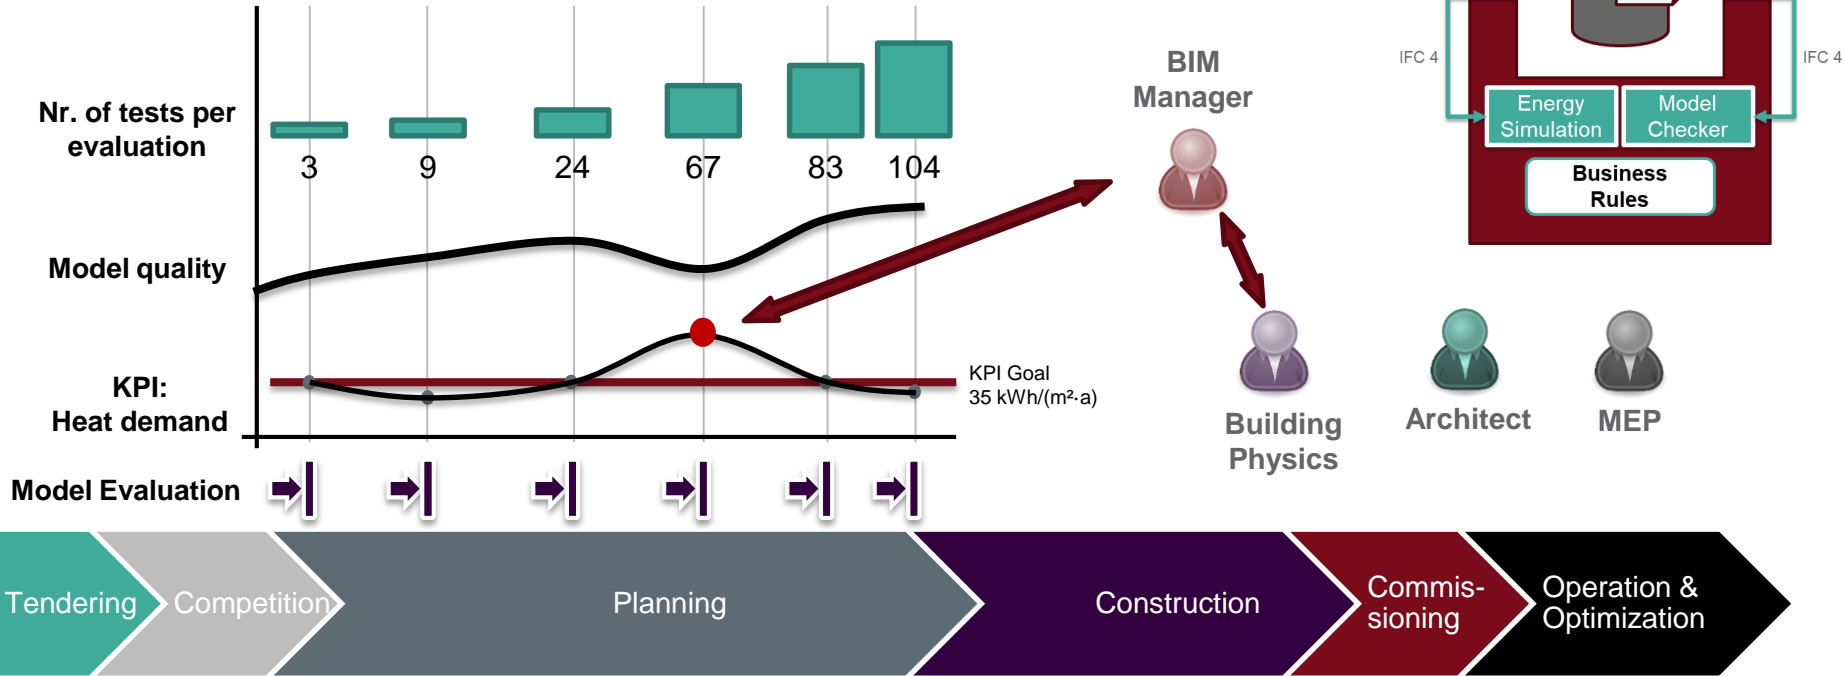 Nr. of tests per
evaluation
3 9 24 67 83 104
Model quality
KPI:
Heat demand
KPI Goal
35 kWh/(m²·a)
Model Evaluation
BIM
Manager
Building
Physics
Architect
MEP
IFC 4
IFC 4
Energy
Simulation
Model
Checker
Business
Rules
Tendering
Competition
Planning
Construction
Commis-
sioning
Operation &
Optimization